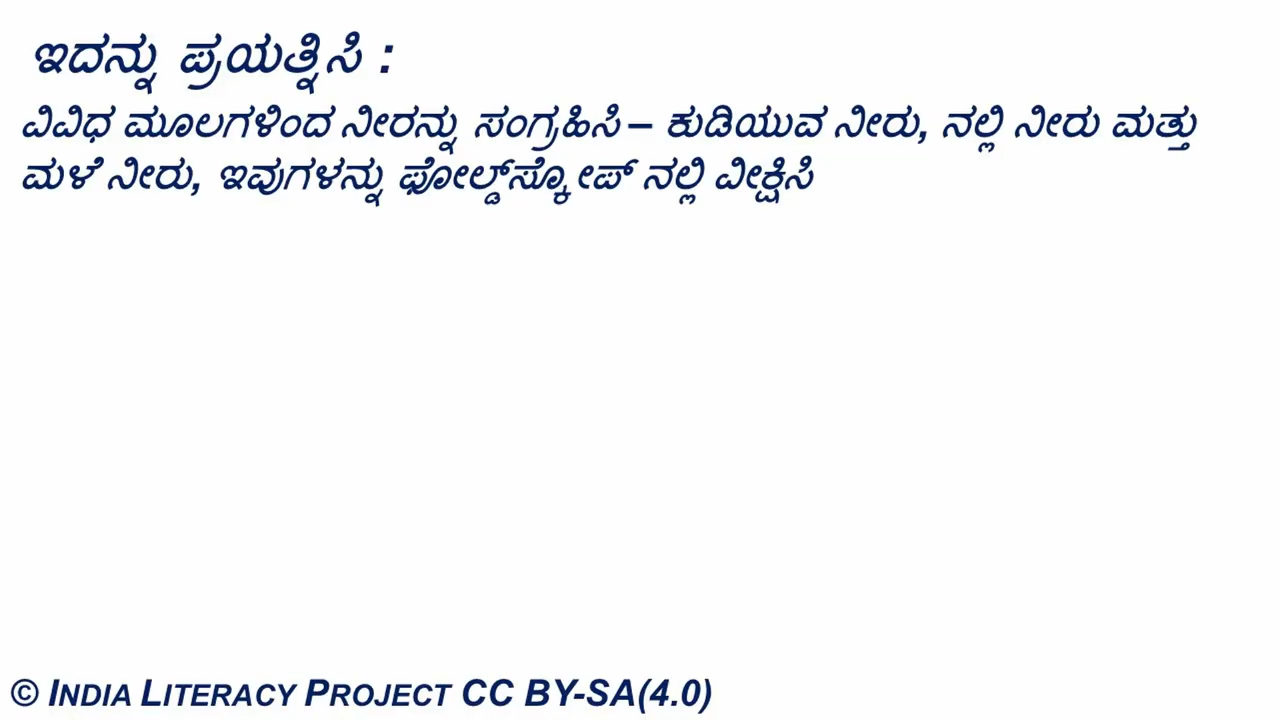 ಇದನ್ನು ಪ್ರಯತ್ನಿಸಿ :
ವಿವಿಧ ಮೂಲಗಳಿಂದ ನೀರನ್ನು ಸಂಗ್ರಹಿಸಿ – ಕುಡಿಯುವ ನೀರು, ನಲ್ಲಿ ನೀರು ಮತ್ತು
ಮಳೆ ನೀರು, ಇವುಗಳನ್ನು ಫೋಲ್ಡ್‌ಸ್ಕೋಪ್ ನಲ್ಲಿ ವೀಕ್ಷಿಸಿ
© INDIA LITERACY PROJECT CC BY-SA(4.0)